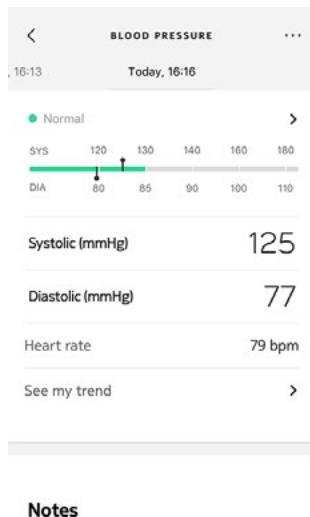 BLOOD PRESSURE
, 16:13 Today, 16:16
Normal
SYS 120 130 140 160 180
DIA 80 85 90 100 110
Systolic (mmHg) 125
Diastolic (mmHg) 77
Heart rate 79 bpm
See my trend
Notes